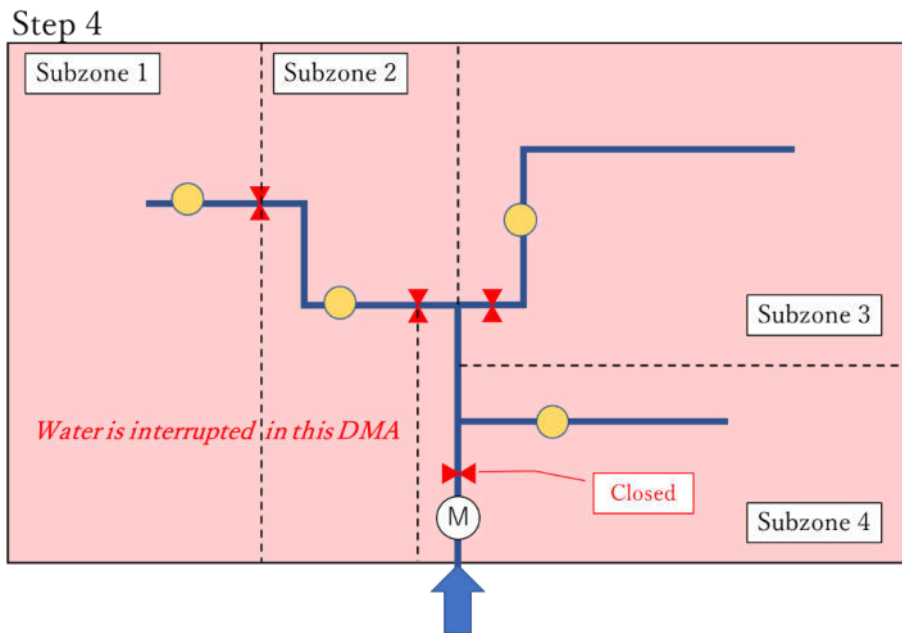 Step 4
Subzone 1
Subzone 2
Subzone 3
Water is interrupted in this DMA
Closed
M
Subzone 4